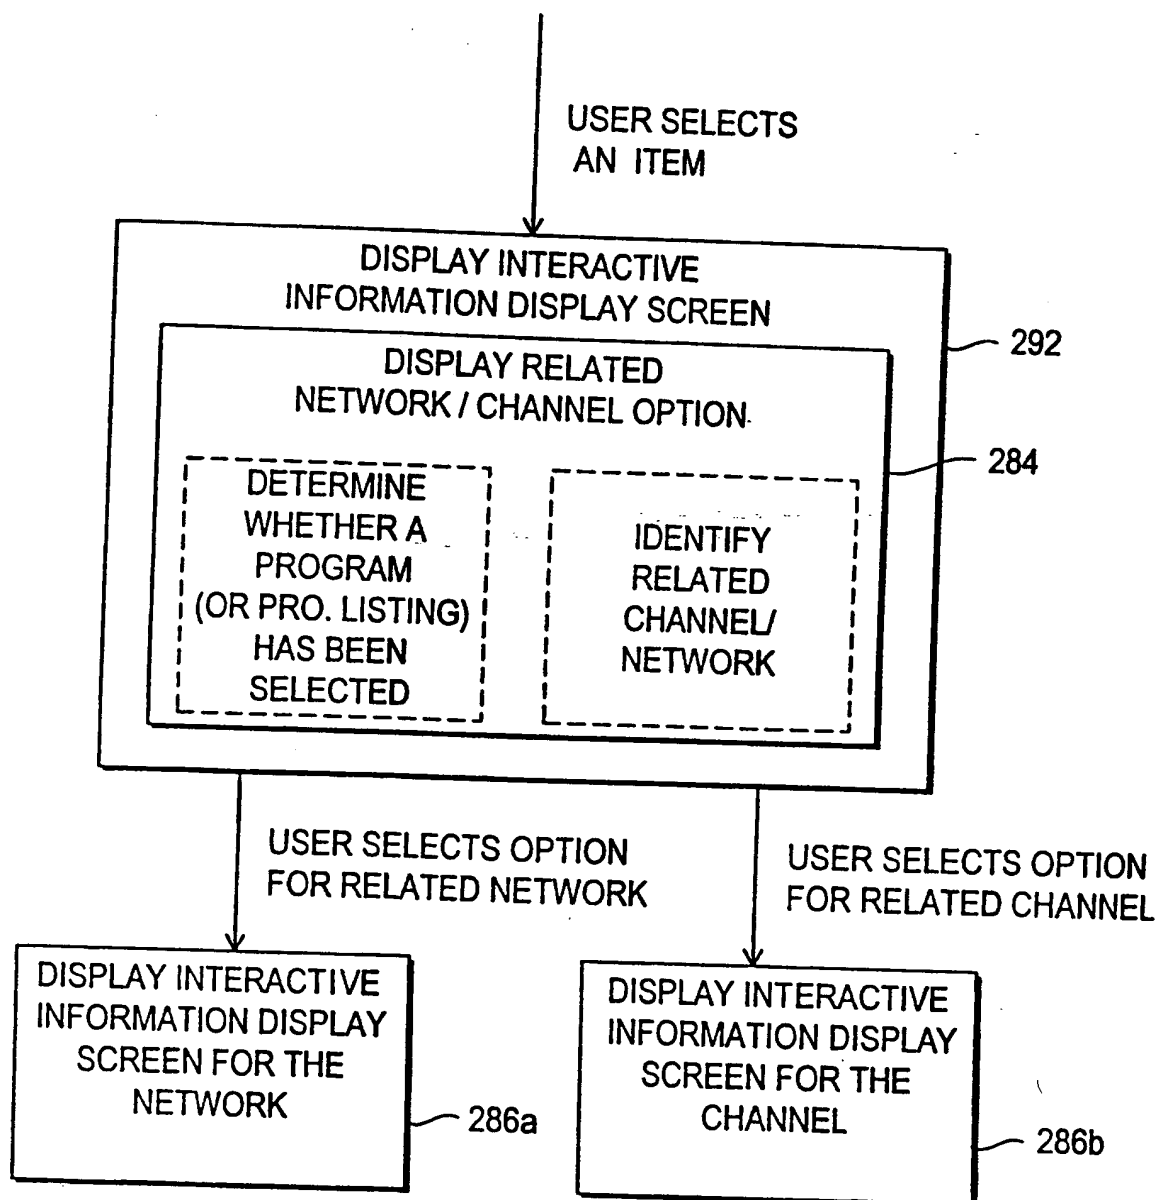 USER SELECTS
AN ITEM
DISPLAY INTERACTIVE
INFORMATION DISPLAY SCREEN
292
DISPLAY RELATED
NETWORK / CHANNEL OPTION
284
DETERMINE
WHETHER A
PROGRAM
(OR PRO. LISTING)
HAS BEEN
SELECTED
IDENTIFY
RELATED
CHANNEL/
NETWORK
USER SELECTS OPTION
FOR RELATED NETWORK
USER SELECTS OPTION
FOR RELATED CHANNEL
DISPLAY INTERACTIVE
INFORMATION DISPLAY
SCREEN FOR THE
NETWORK
286a
DISPLAY INTERACTIVE
INFORMATION DISPLAY
SCREEN FOR THE
CHANNEL
286b